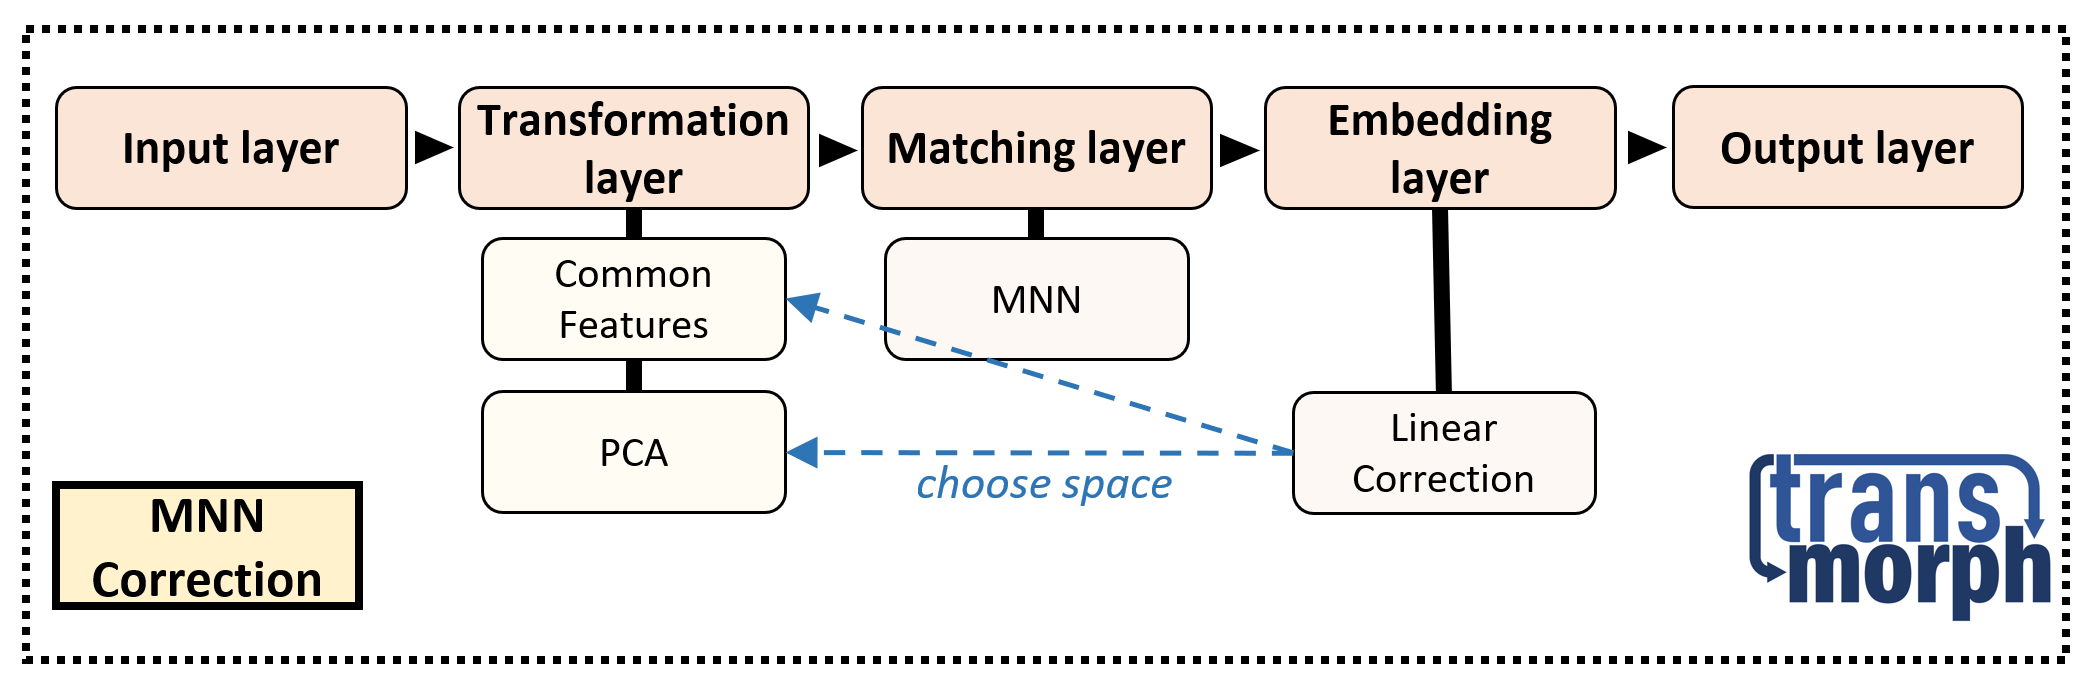 Input layer
Transformation
layer
Matching layer
Embedding
layer
Output layer
Common
Features
MNN
PCA
Linear
Correction
choose space
MNN
Correction
trans
morph